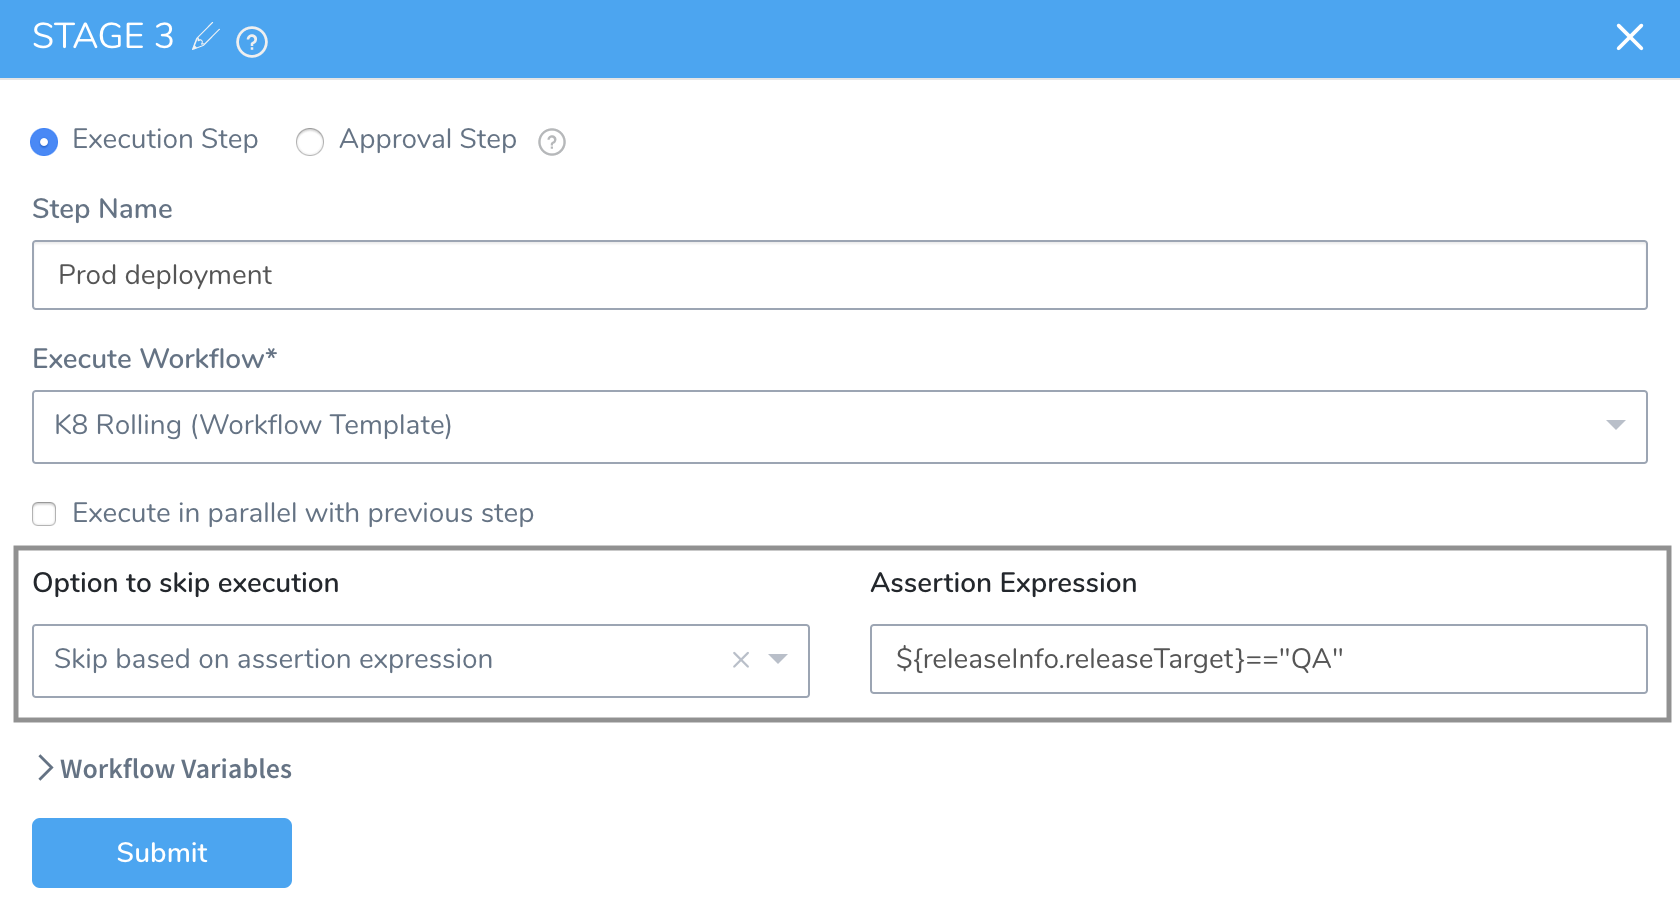 STAGE 3 ?
Execution Step Approval Step ?
Step Name
Prod deployment
Execute Workflow*
K8 Rolling (Workflow Template)
Execute in parallel with previous step
Option to skip execution Assertion Expression
Skip based on assertion expression ${releaseInfo.releaseTarget}=="QA"
Workflow Variables
Submit